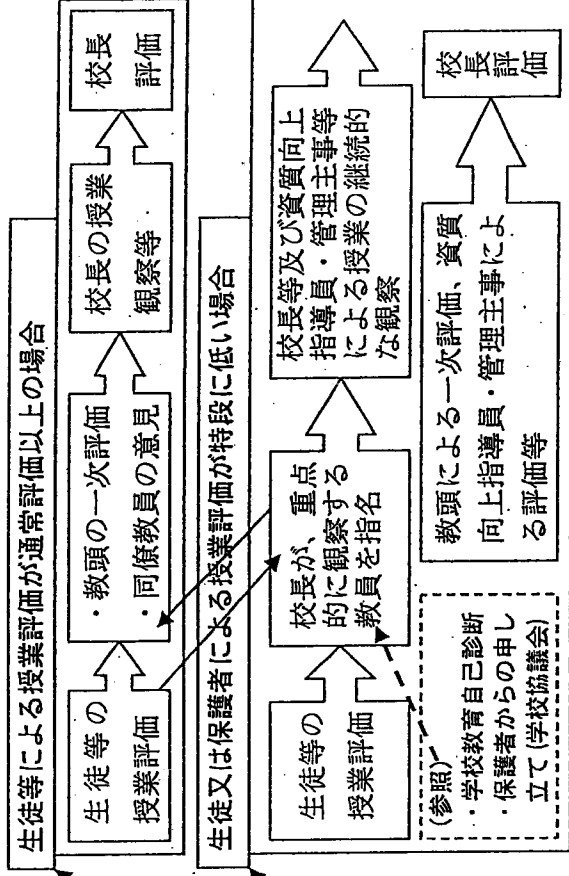 生徒等による授業評価が通常評価以上の場合
生徒等の
授業評価
・教頭の一次評価
・同僚教員の意見
校長の授業
観察等
校長
評価
生徒又は保護者による授業評価が特段に低い場合
生徒等の
授業評価
校長が、重点
的に観察する
教員を指名
校長等及び資質向上
指導員・管理主事等
による授業の継続的
な観察
(参照)
・学校教育自己診断
・保護者からの申し
立て(学校協議会)
教頭による一次評価、資質
向上指導員・管理主事によ
る評価等
校長
評価